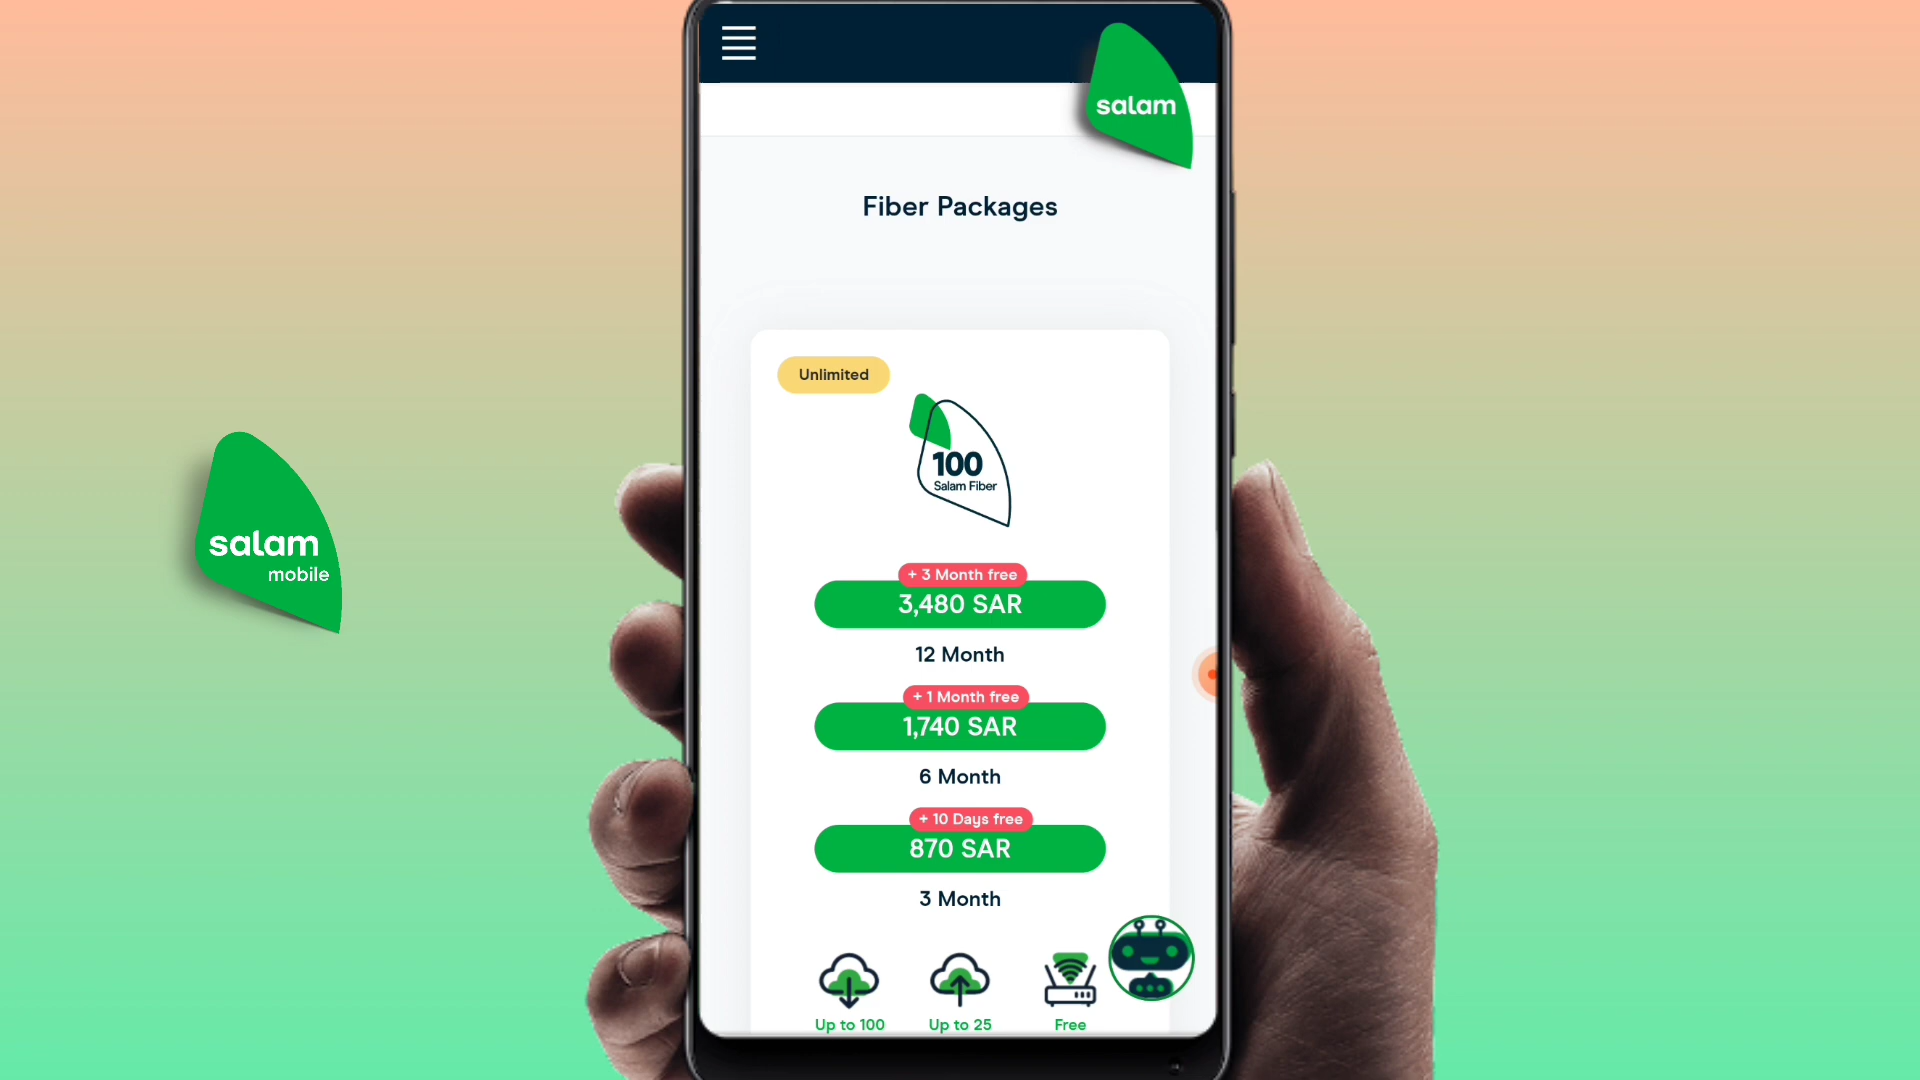 salam
Fiber Packages
Unlimited
100
Salam Fiber
+ 3 Month free
3,480 SAR
12 Month
+ 1 Month free
1,740 SAR
6 Month
+ 10 Days free
870 SAR
3 Month
Up to 100
Up to 25
Free
salam
mobile